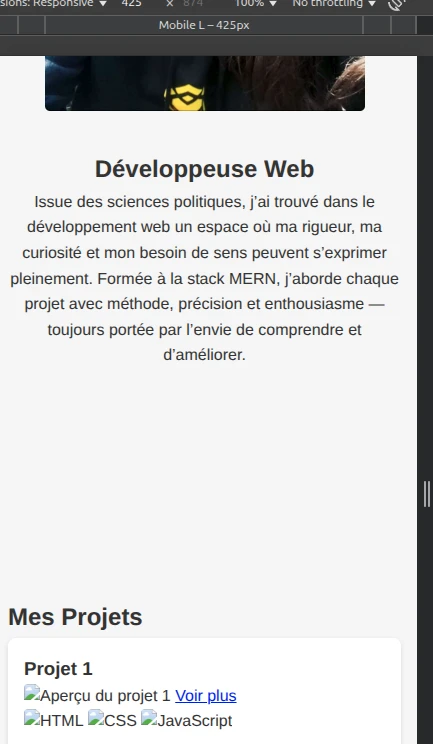 sions: Responsive ▼ 425 × 874 100% ▼ No throttling ▼
Mobile L – 425px
Développeuse Web
Issue des sciences politiques, j’ai trouvé dans le
développement web un espace où ma rigueur, ma
curiosité et mon besoin de sens peuvent s’exprimer
pleinement. Formée à la stack MERN, j’aborde chaque
projet avec méthode, précision et enthousiasme —
toujours portée par l’envie de comprendre et
d’améliorer.
Mes Projets
Projet 1
Aperçu du projet 1 Voir plus
HTML CSS JavaScript